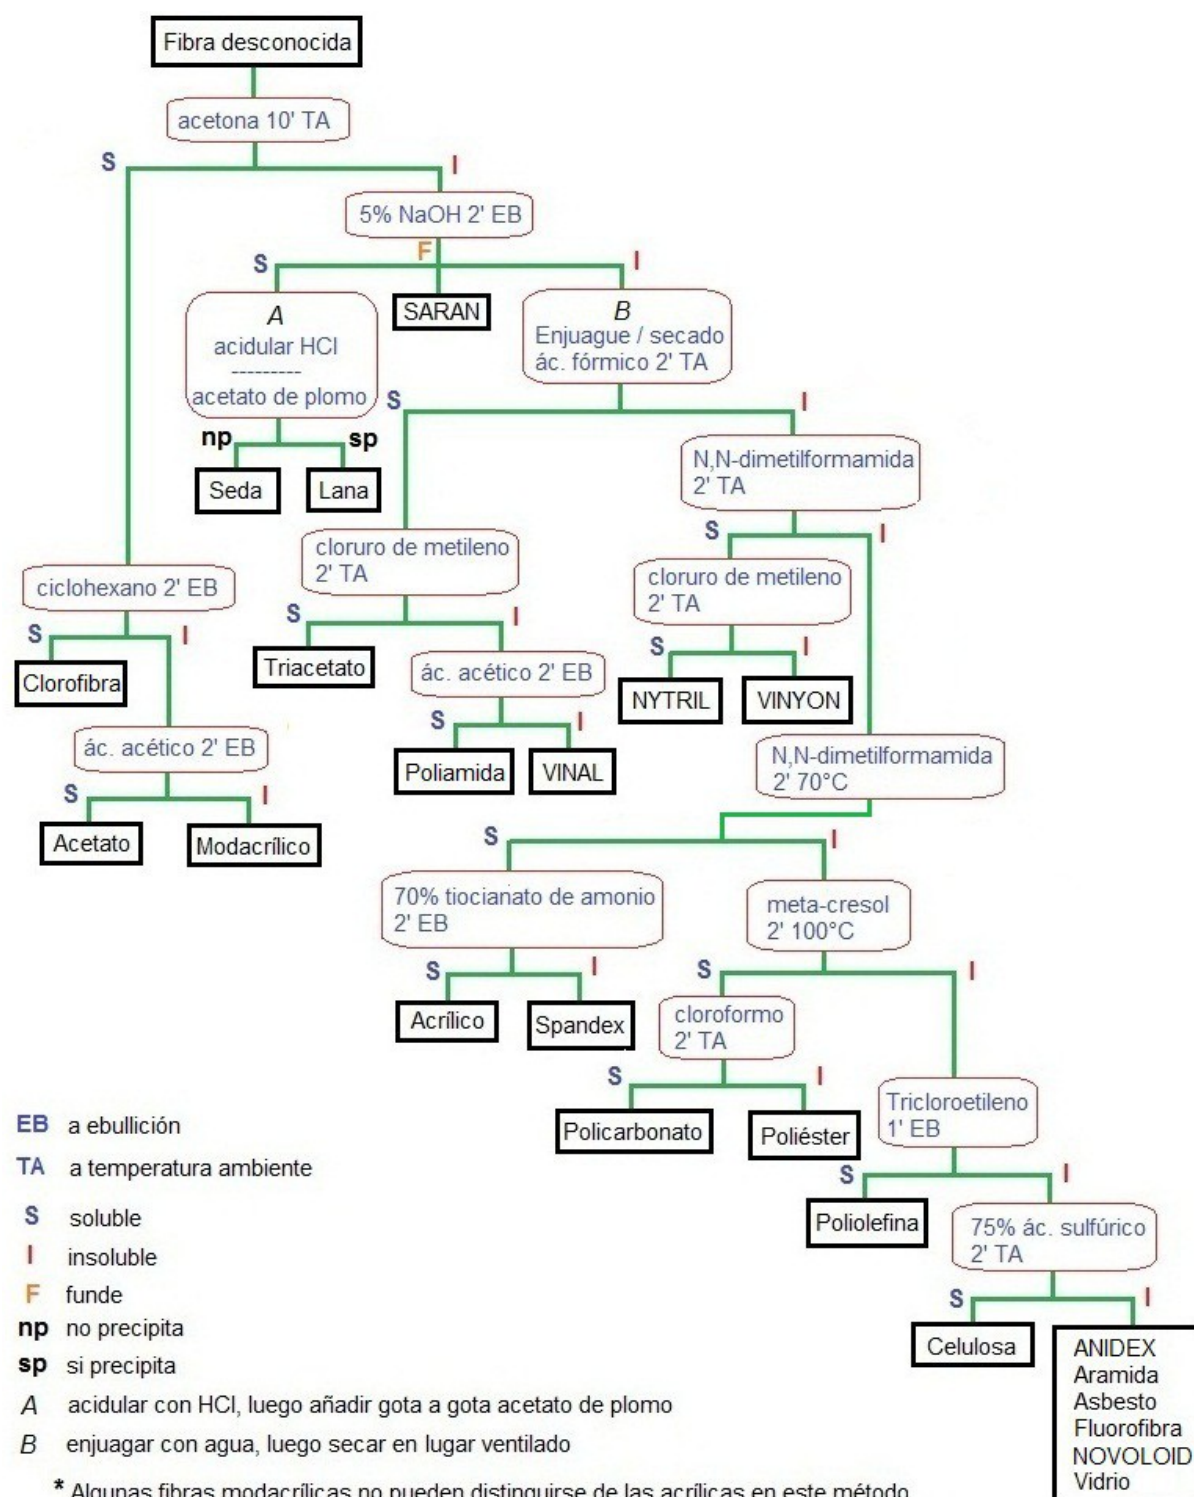 Fibra desconocida
acetona 10' TA
S
I
5% NaOH 2' EB
F
S
I
A
acidular HCl
---------
acetato de plomo
SARAN
B
Enjuague / secado
ác. fórmico 2' TA
S
I
np
sp
Seda
Lana
N,N-dimetilformamida
2' TA
S
I
cloruro de metileno
2' TA
cloruro de metileno
2' TA
ciclohexano 2' EB
S
I
S
I
S
I
Clorofibra
Triacetato
ác. acético 2' EB
NYTRIL
VINYON
S
I
ác. acético 2' EB
Poliamida
VINAL
N,N-dimetilformamida
2' 70°C
S
I
Acetato
Modacrílico
S
I
70% tiocianato de amonio
2' EB
meta-cresol
2' 100°C
S
I
S
I
Acrílico
Spandex
cloroformo
2' TA
S
I
Policarbonato
Poliéster
Tricloroetileno
1' EB
S
I
Poliolefina
75% ác. sulfúrico
2' TA
S
I
Celulosa
ANIDEX
Aramida
Asbesto
Fluorofibra
NOVOLOID
Vidrio
EB a ebullición
TA a temperatura ambiente
S soluble
I insoluble
F funde
np no precipita
sp si precipita
A acidular con HCl, luego añadir gota a gota acetato de plomo
B enjuagar con agua, luego secar en lugar ventilado
* Algunas fibras modacrílicas no pueden distinguirse de las acrílicas en este método